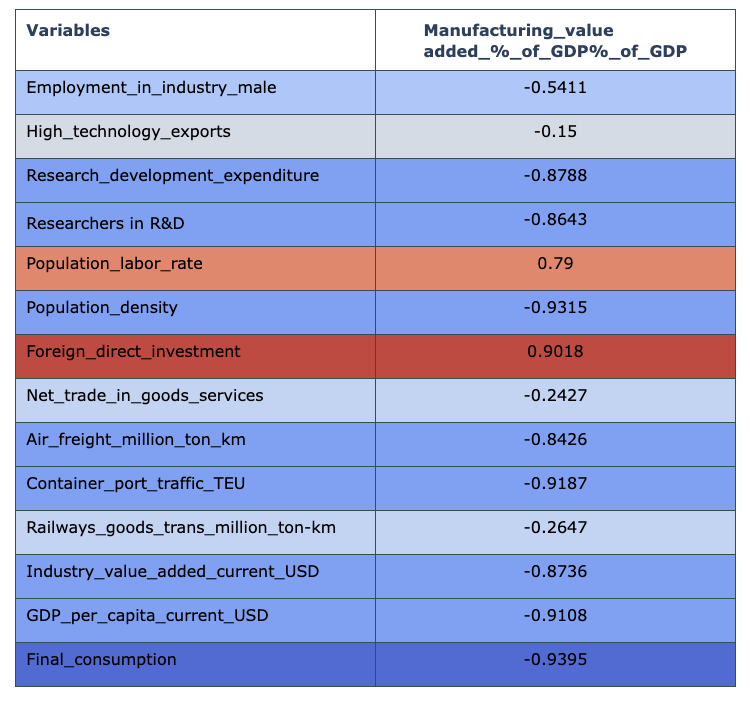 Variables
Manufacturing_value
added_%_of_GDP%_of_GDP
Employment_in_industry_male -0.5411
High_technology_exports -0.15
Research_development_expenditure -0.8788
Researchers in R&D -0.8643
Population_labor_rate 0.79
Population_density -0.9315
Foreign_direct_investment 0.9018
Net_trade_in_goods_services -0.2427
Air_freight_million_ton_km -0.8426
Container_port_traffic_TEU -0.9187
Railways_goods_trans_million_ton-km -0.2647
Industry_value_added_current_USD -0.8736
GDP_per_capita_current_USD -0.9108
Final_consumption -0.9395